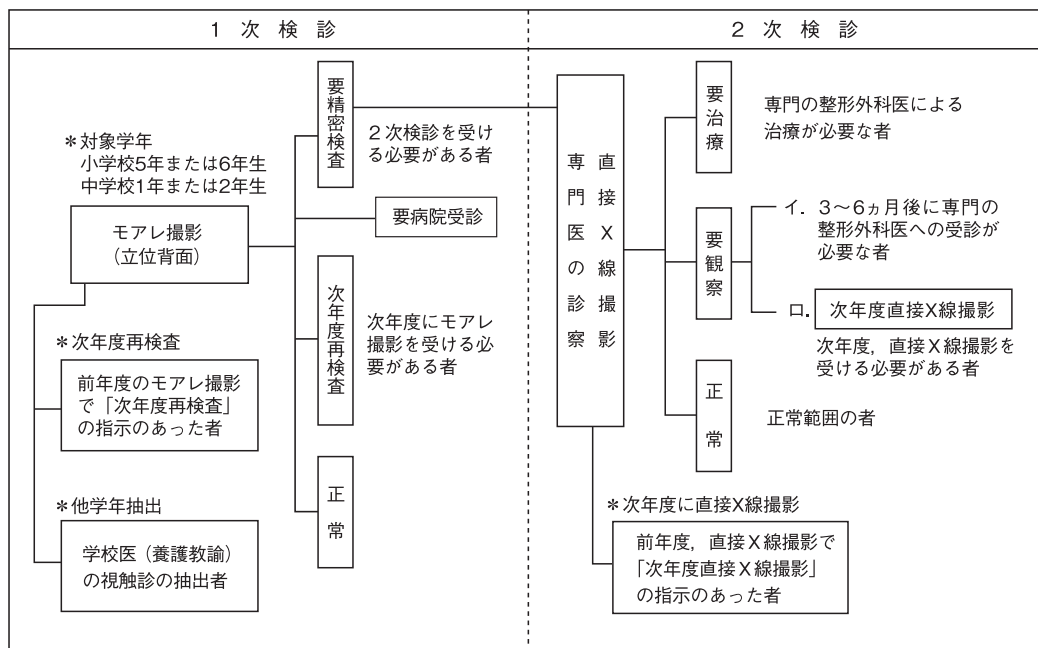 1次検診
＊対象学年
小学校5年または6年生
中学校1年または2年生
モアレ撮影
（立位背面）
＊次年度再検査
前年度のモアレ撮影
で「次年度再検査」
の指示のあった者
＊他学年抽出
学校医（養護教諭）
の視触診の抽出者
要精密検査
2次検診を受け
る必要がある者
要病院受診
次年度再検査
次年度にモアレ
撮影を受ける必
要がある者
正常
2次検診
直接X線撮影
専門医の診察
＊次年度に直接X線撮影
前年度，直接X線撮影で
「次年度直接X線撮影」
の指示のあった者
要治療
専門の整形外科医による
治療が必要な者
要観察
イ．3〜6ヵ月後に専門の
整形外科医への受診が
必要な者
ロ．次年度直接X線撮影
次年度，直接X線撮影を
受ける必要がある者
正常
正常範囲の者